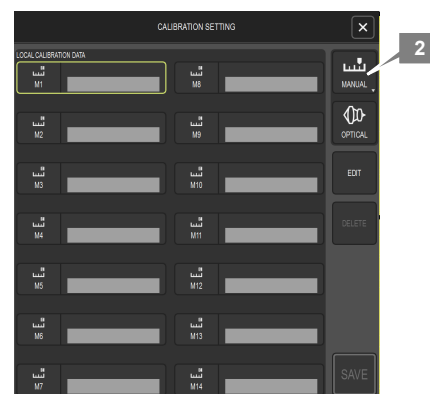 CALIBRATION SETTING
2
LOCAL CALIBRATION DATA
M1
M8
MANUAL
M2
M9
OPTICAL
M3
M10
EDIT
M4
M11
DELETE
M5
M12
M6
M13
M7
M14
SAVE